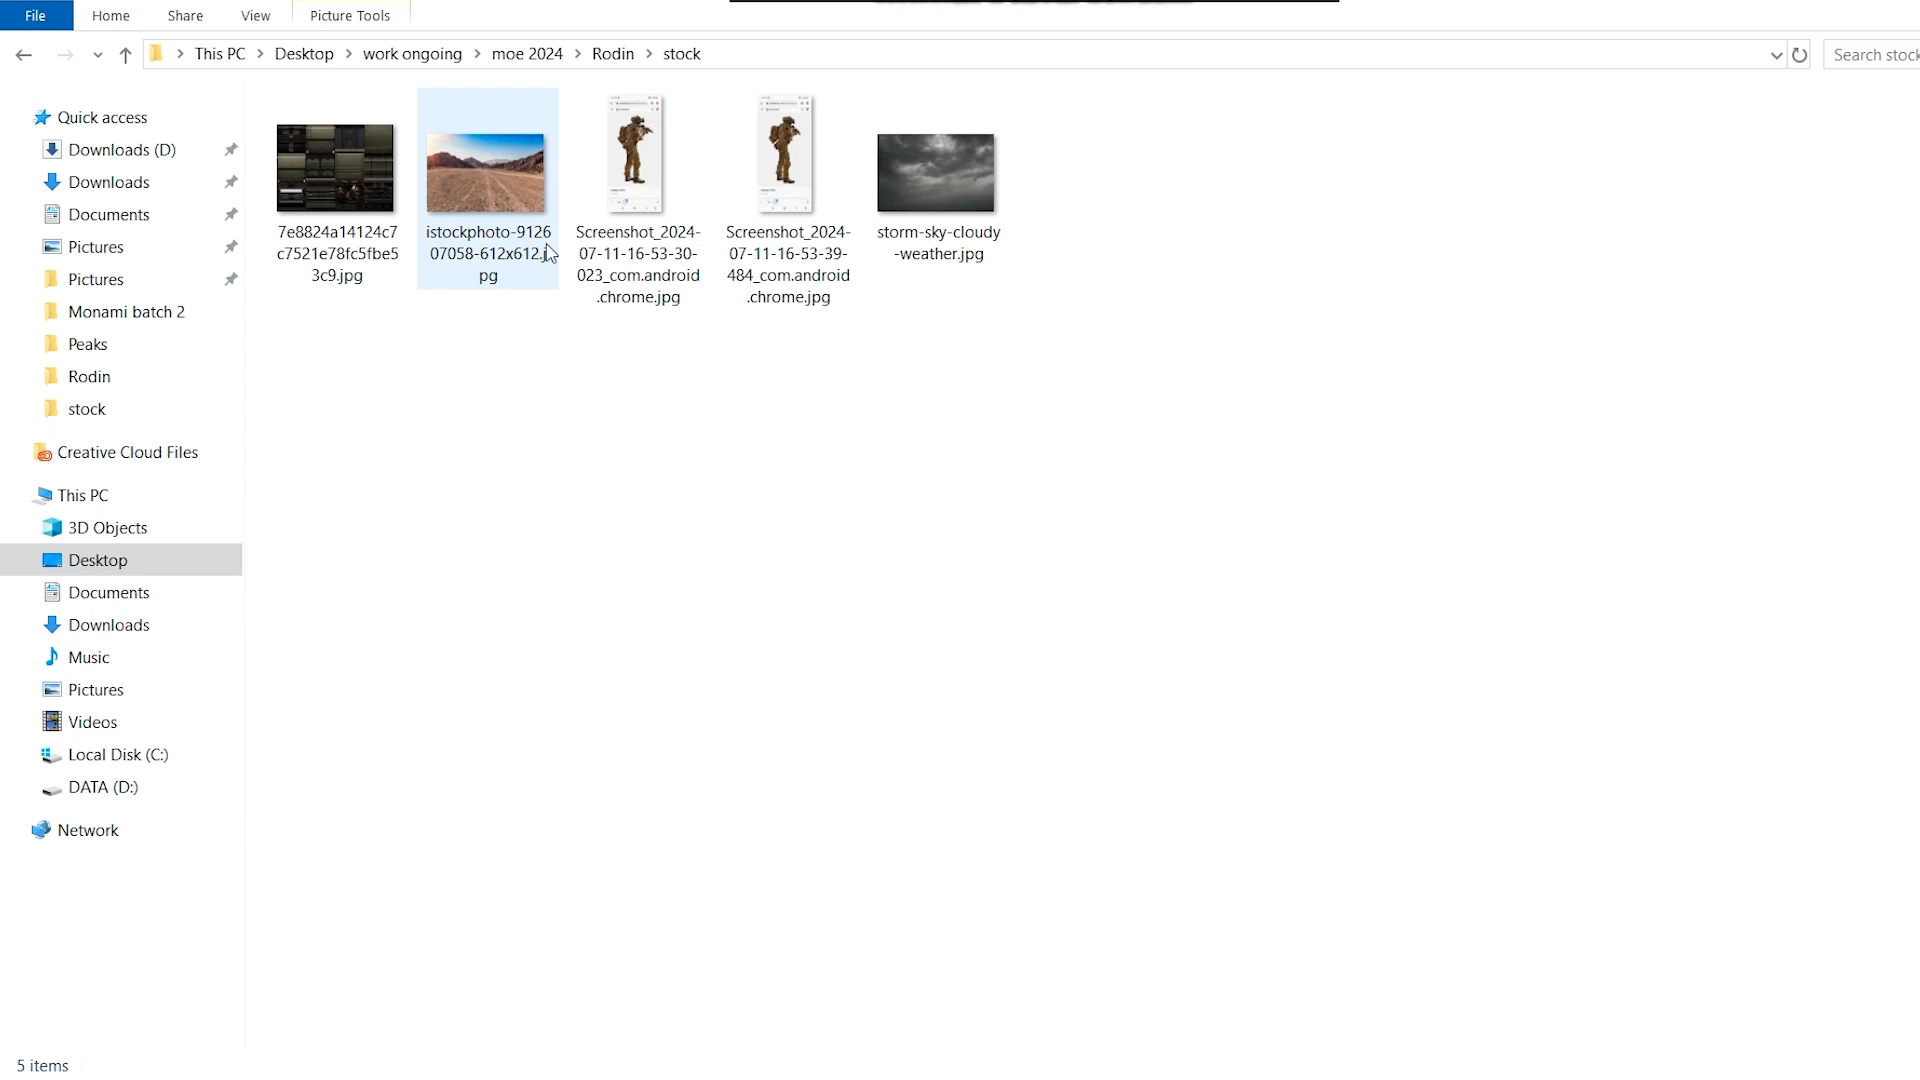 File Home Share View Picture Tools
This PC Desktop work ongoing moe 2024 Rodin stock
Search stock
Quick access
Downloads (D)
Downloads
Documents
Pictures
Pictures
Monami batch 2
Peaks
Rodin
stock
Creative Cloud Files
This PC
3D Objects
Desktop
Documents
Downloads
Music
Pictures
Videos
Local Disk (C:)
DATA (D:)
Network
7e8824a14124c7
c7521e78fc5fbe5
3c9.jpg
istockphoto-9126
07058-612x612.j
pg
Screenshot_2024-
07-11-16-53-30-
023_com.android
.chrome.jpg
Screenshot_2024-
07-11-16-53-39-
484_com.android
.chrome.jpg
storm-sky-cloudy
-weather.jpg
5 items